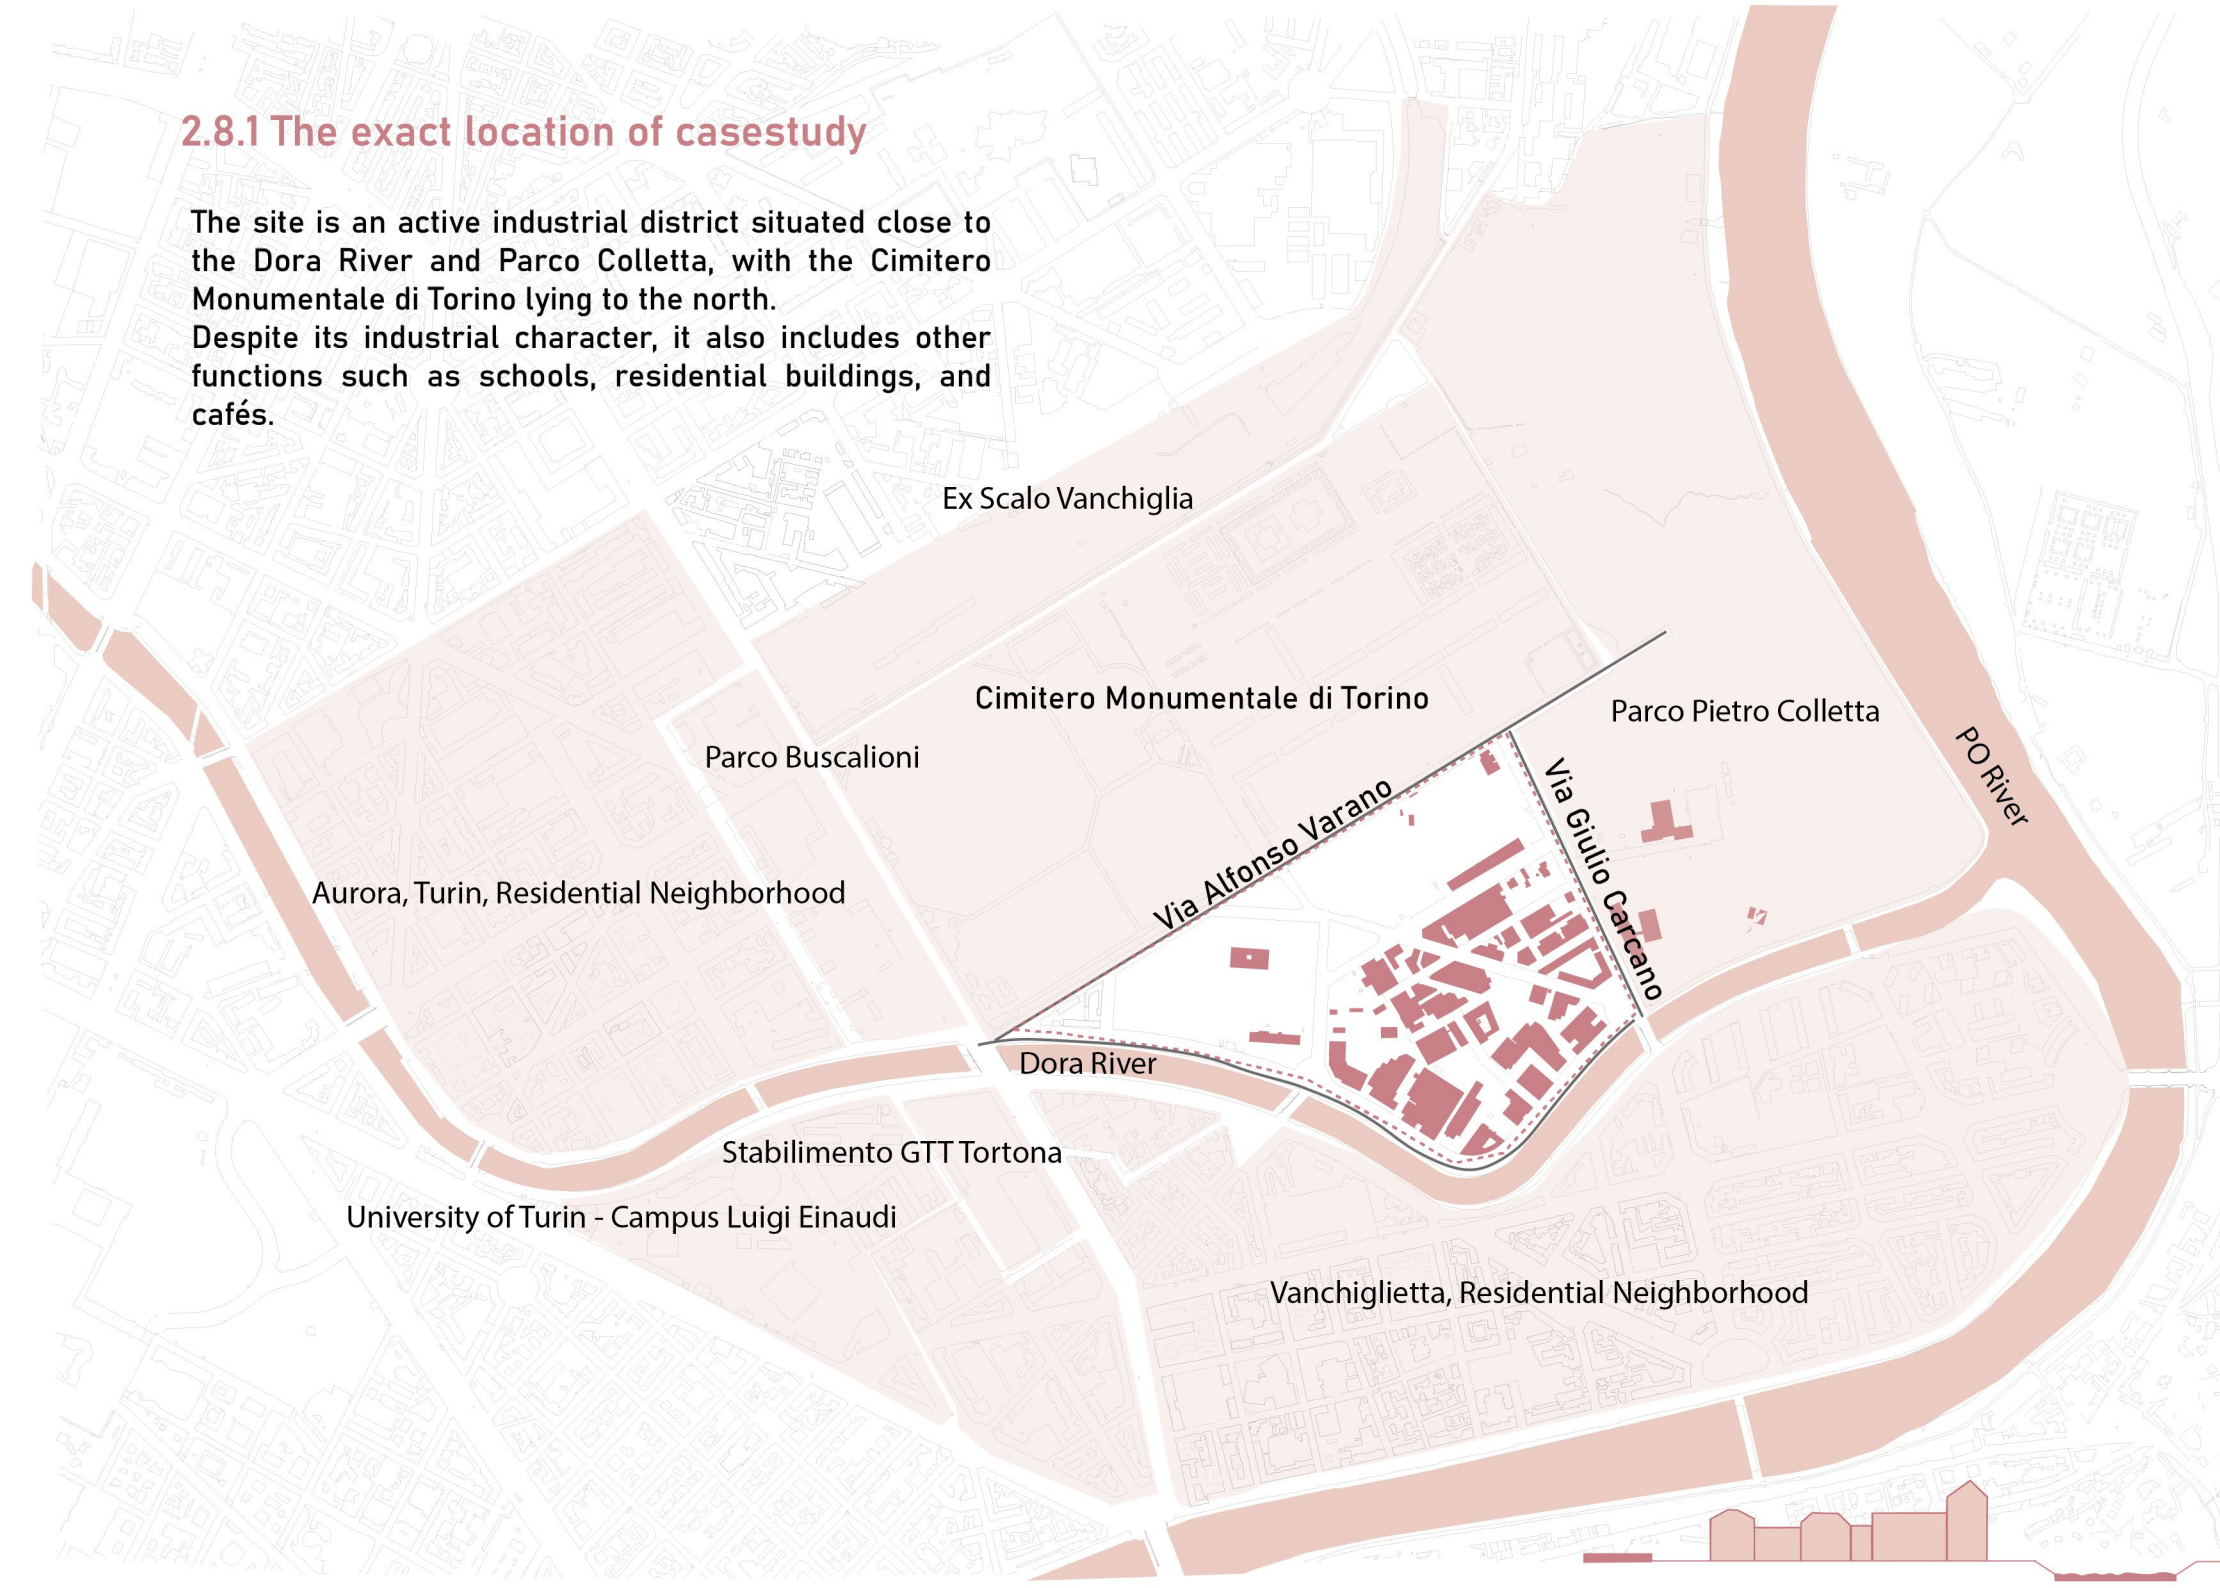 2.8.1 The exact location of casestudy
The site is an active industrial district situated close to
the Dora River and Parco Colletta, with the Cimitero
Monumentale di Torino lying to the north.
Despite its industrial character, it also includes other
functions such as schools, residential buildings, and
cafés.
Ex Scalo Vanchiglia
Cimitero Monumentale di Torino
Parco Pietro Colletta
PO River
Parco Buscalioni
Via Alfonso Varano
Via Giulio Carcano
Aurora, Turin, Residential Neighborhood
Dora River
Stabilimento GTT Tortona
University of Turin - Campus Luigi Einaudi
Vanchiglietta, Residential Neighborhood